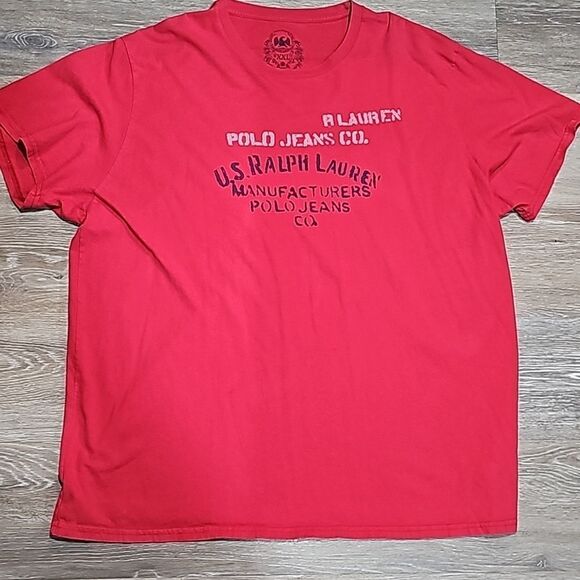 R LAUREN
POLO JEANS CO.
U.S. RALPH LAUREN
MANUFACTURERS
POLO JEANS
CO.